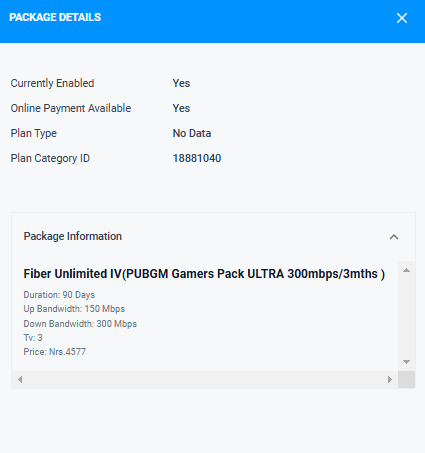 PACKAGE DETAILS
Currently Enabled Yes
Online Payment Available Yes
Plan Type No Data
Plan Category ID 18881040
Package Information
Fiber Unlimited IV(PUBGM Gamers Pack ULTRA 300mbps/3mths )
Duration: 90 Days
Up Bandwidth: 150 Mbps
Down Bandwidth: 300 Mbps
Tv: 3
Price: Nrs.4577